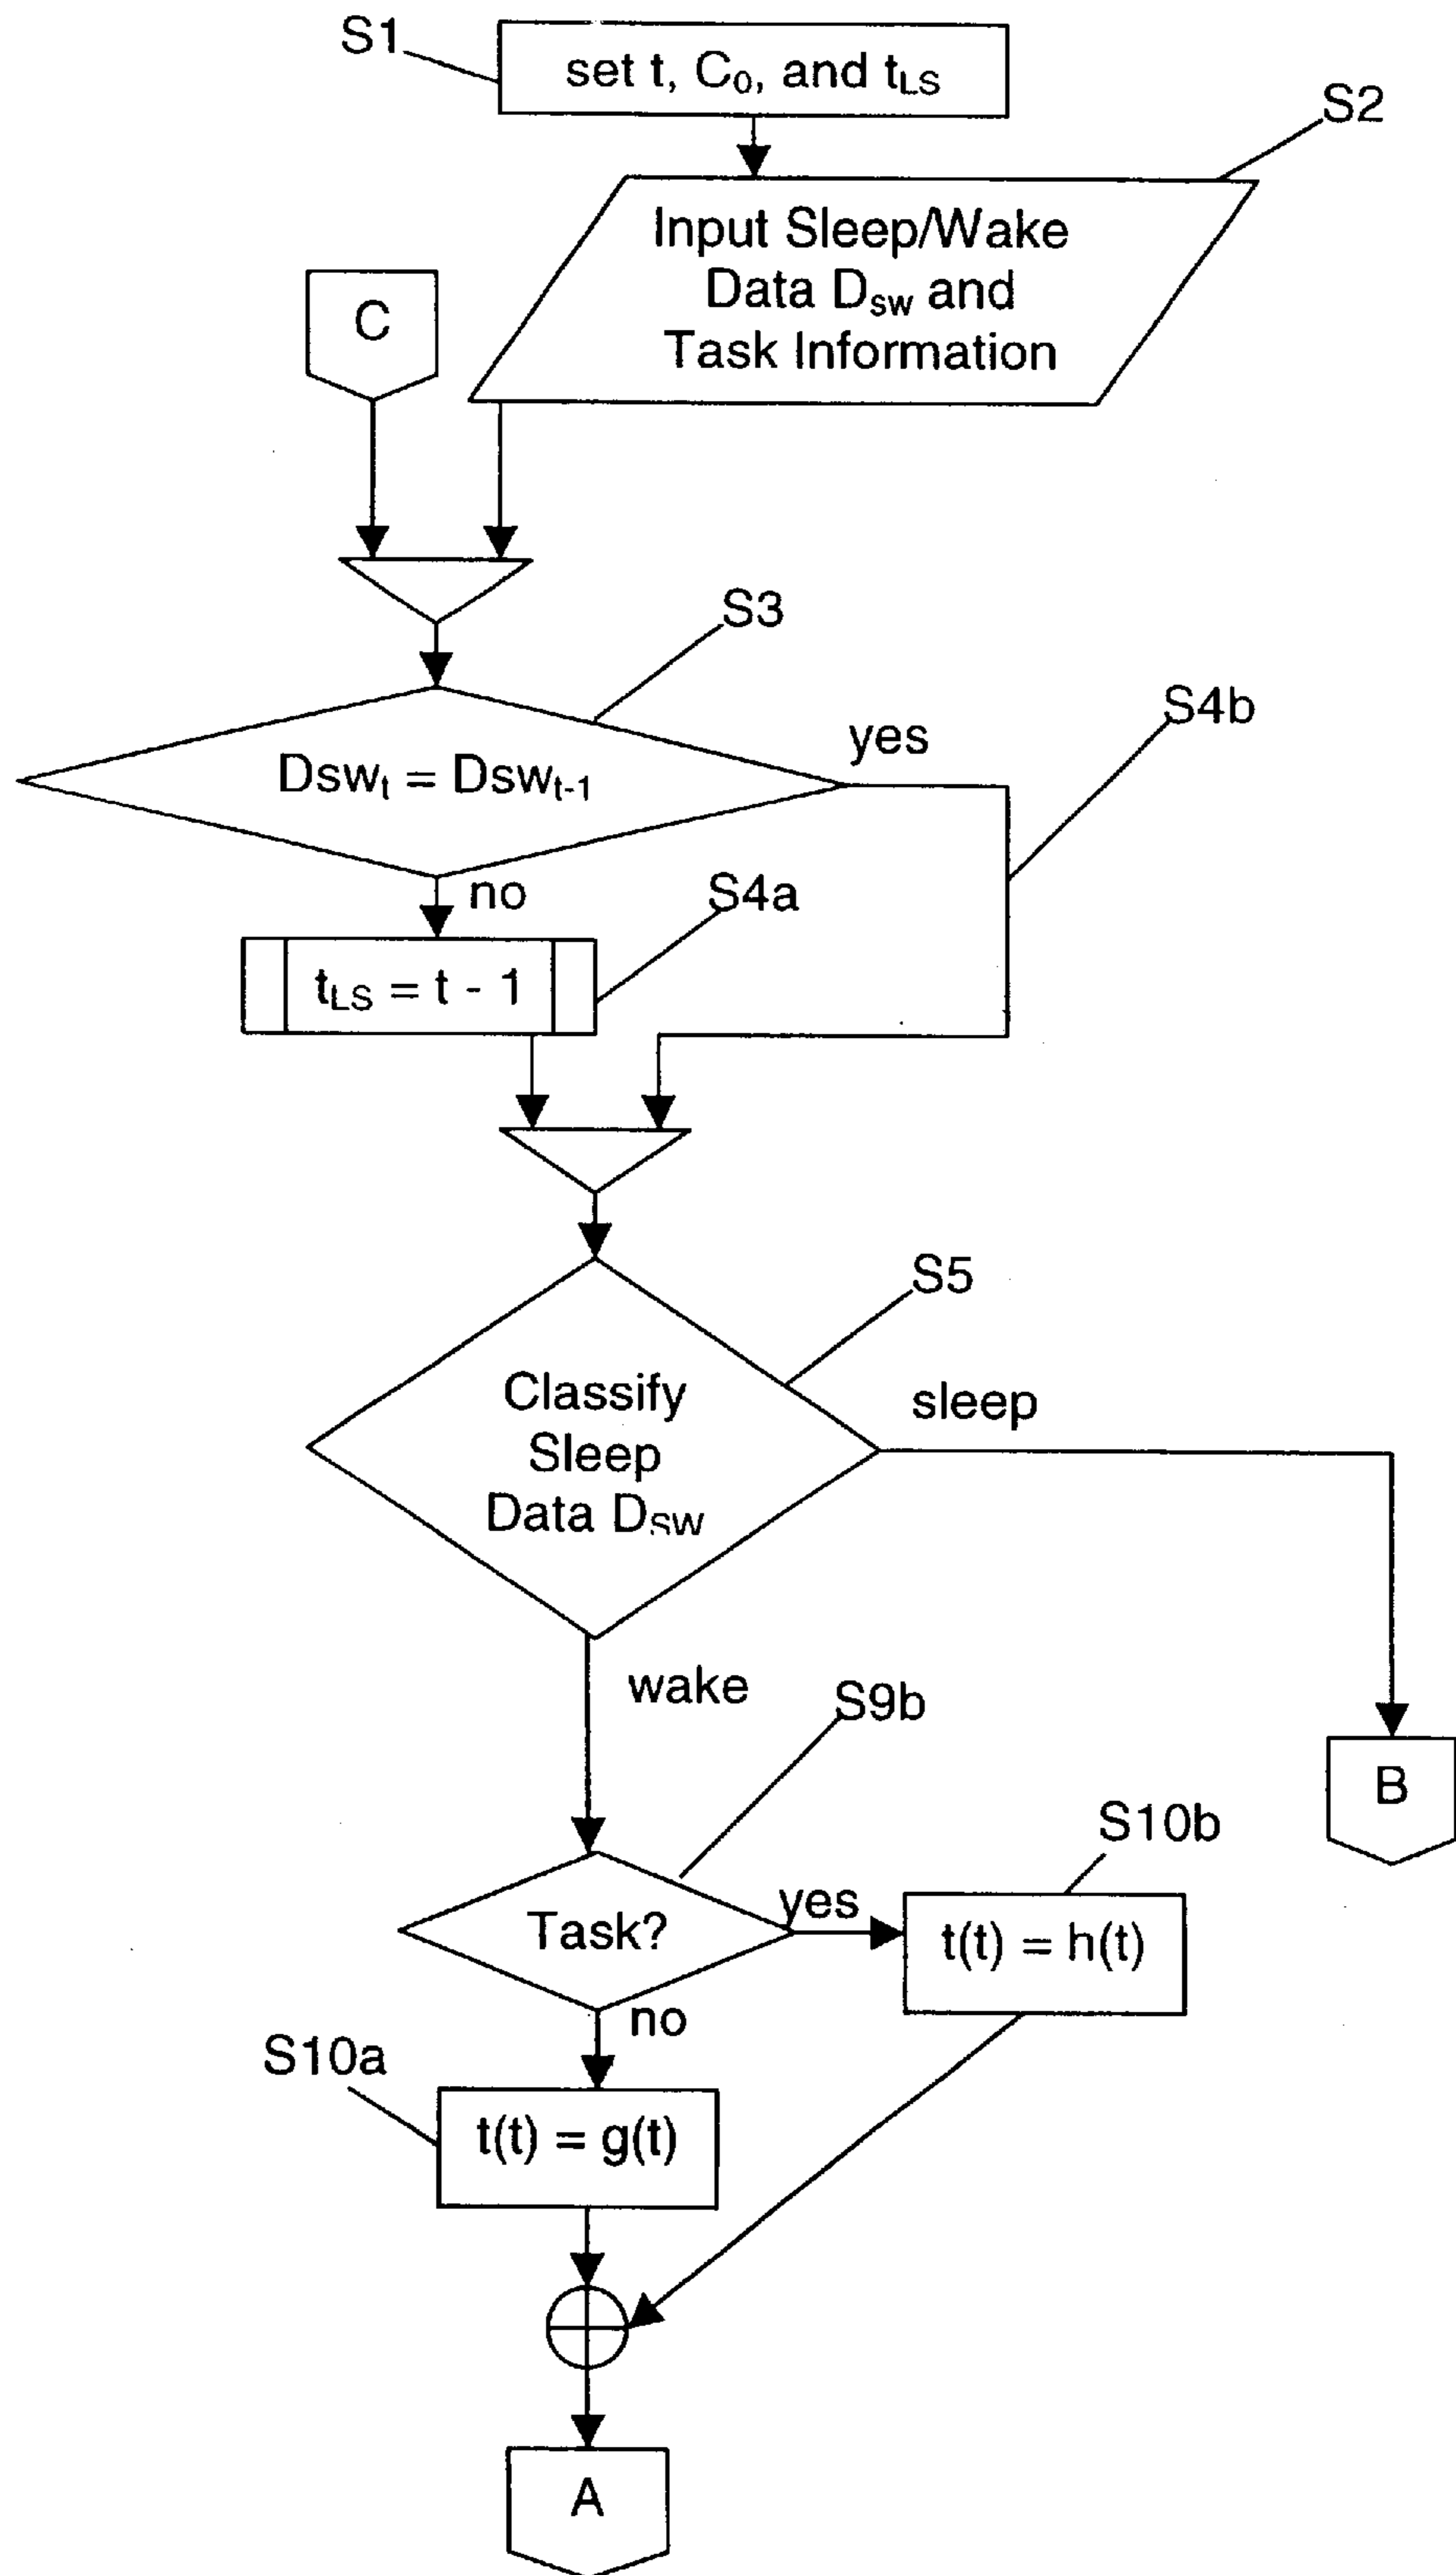 S1
set t, C₀, and t_LS
S2
Input Sleep/Wake
Data D_sw and
Task Information
C
S3
Dsw_t = Dsw_t-1
yes
S4b
no
S4a
t_LS = t - 1
S5
Classify
Sleep
Data D_SW
sleep
wake
S9b
B
S10b
Task?
yes
t(t) = h(t)
no
S10a
t(t) = g(t)
A